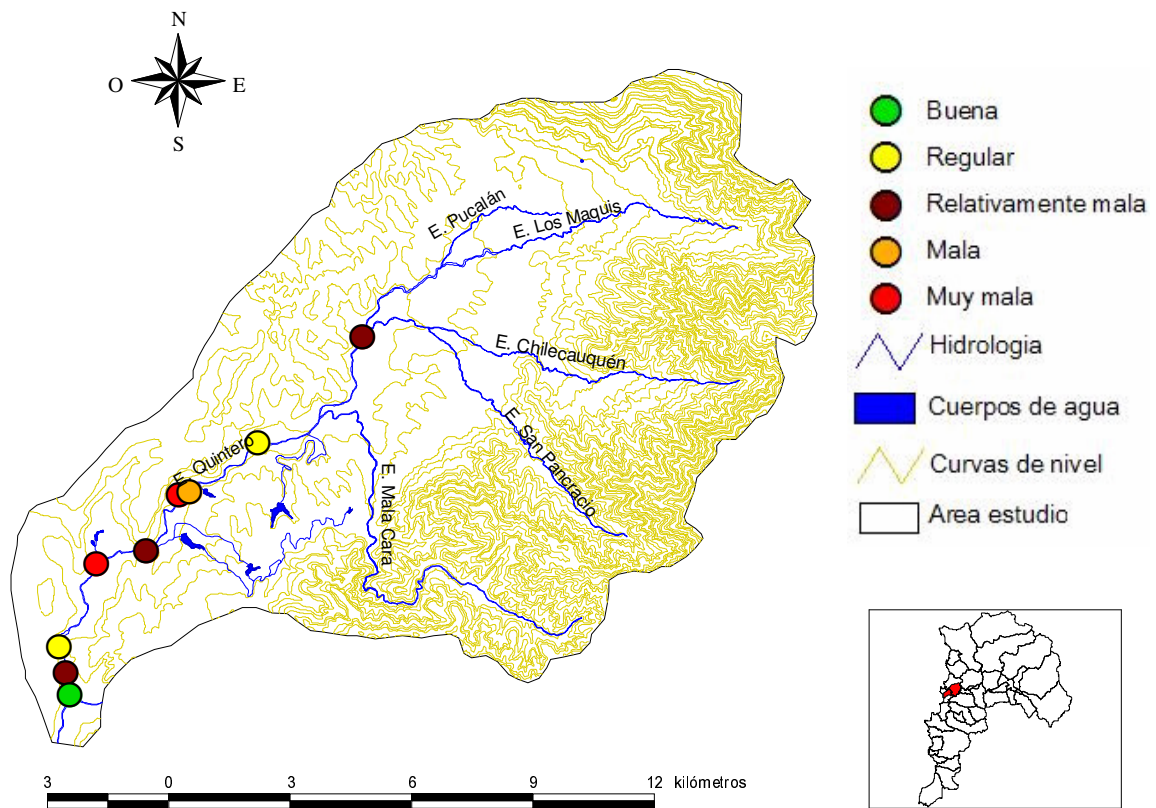 N
O
E
S
E. Pucalán
E. Los Maquis
E. Chilecauquén
E. San Pancracio
E. Quintero
E. Mala Cara
Buena
Regular
Relativamente mala
Mala
Muy mala
Hidrologia
Cuerpos de agua
Curvas de nivel
Area estudio
3 0 3 6 9 12 kilómetros